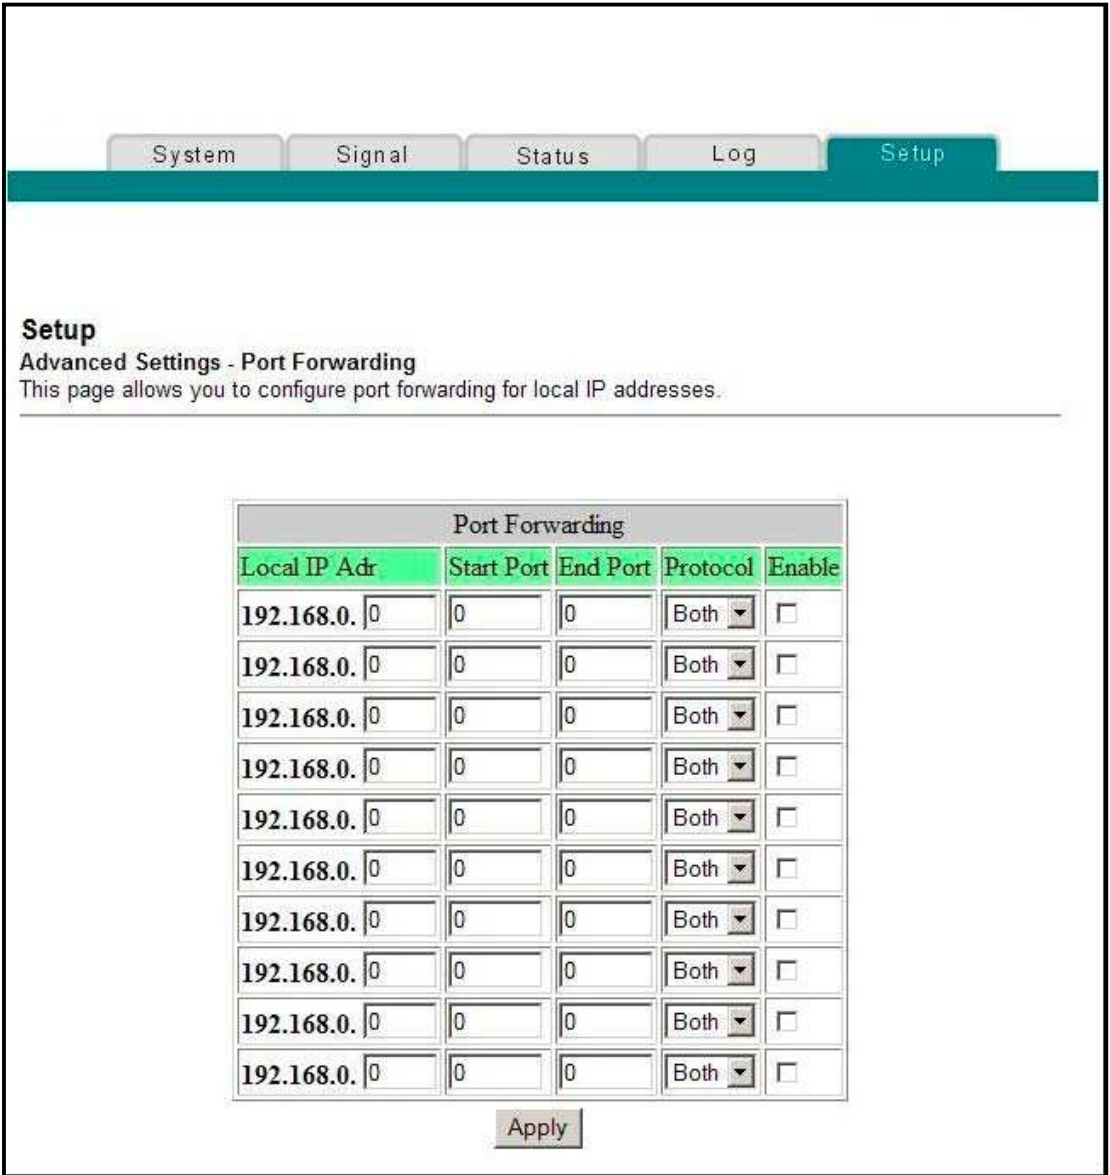 System Signal Status Log Setup
Setup
Advanced Settings - Port Forwarding
This page allows you to configure port forwarding for local IP addresses.
Port Forwarding
Local IP Adr Start Port End Port Protocol Enable
192.168.0. 0 0 0 Both
192.168.0. 0 0 0 Both
192.168.0. 0 0 0 Both
192.168.0. 0 0 0 Both
192.168.0. 0 0 0 Both
192.168.0. 0 0 0 Both
192.168.0. 0 0 0 Both
192.168.0. 0 0 0 Both
192.168.0. 0 0 0 Both
192.168.0. 0 0 0 Both
Apply